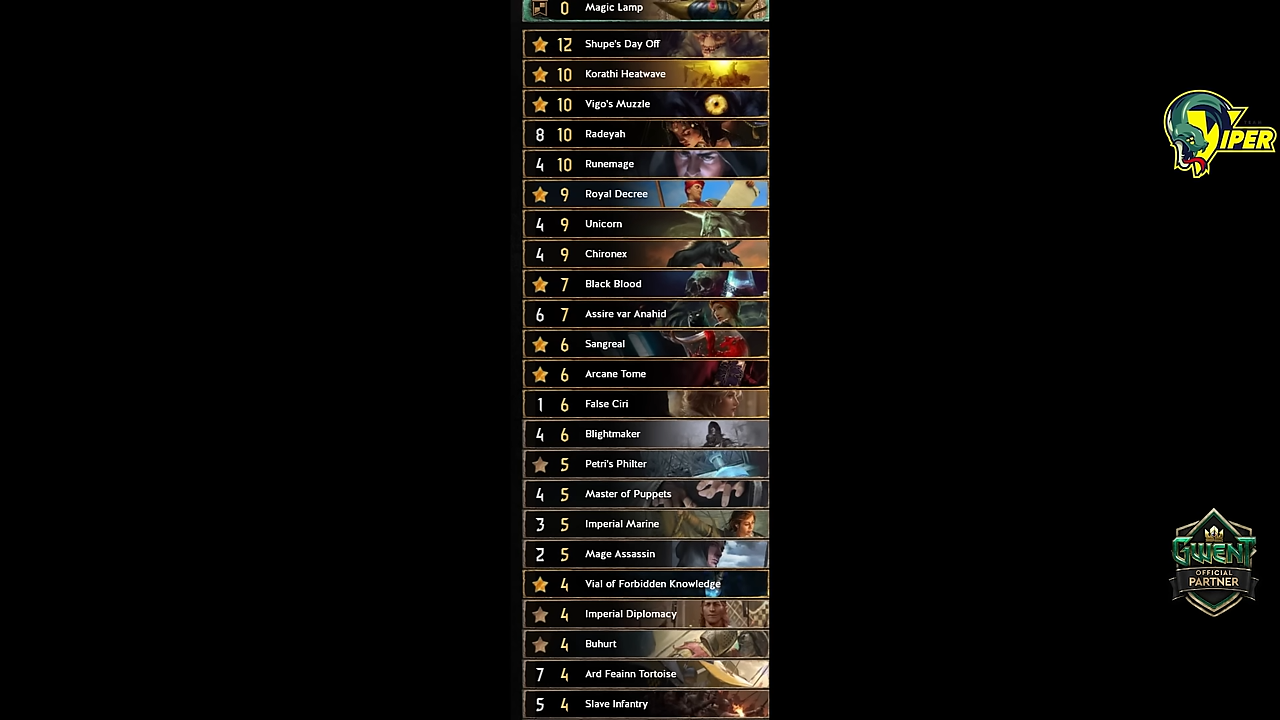 0 Magic Lamp
12 Shupe's Day Off
10 Korathi Heatwave
10 Vigo's Muzzle
8 10 Radeyah
4 10 Runemage
9 Royal Decree
4 9 Unicorn
4 9 Chironex
7 Black Blood
6 7 Assire var Anahid
6 Sangreal
6 Arcane Tome
1 6 False Ciri
4 6 Blightmaker
5 Petri's Philter
4 5 Master of Puppets
3 5 Imperial Marine
2 5 Mage Assassin
4 Vial of Forbidden Knowledge
4 Imperial Diplomacy
4 Buhurt
7 4 Ard Feainn Tortoise
5 4 Slave Infantry
VIPER
GWENT
OFFICIAL
PARTNER